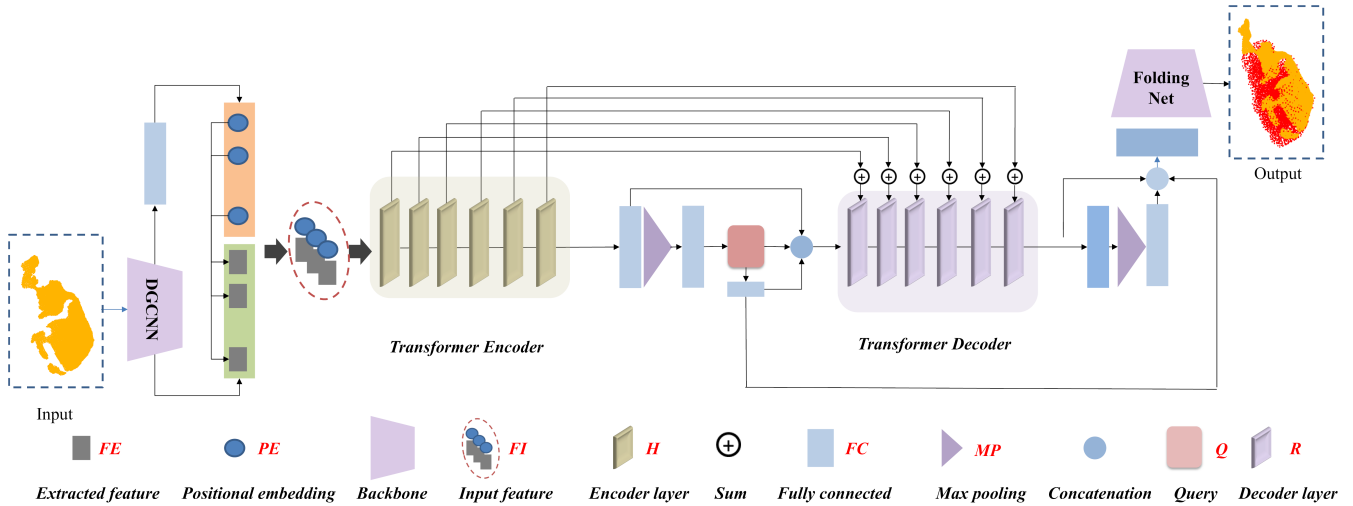 Folding
Net
Output
DGCNN
Input
Transformer Encoder
Transformer Decoder
FE
PE
FI
H
FC
MP
Q
R
Extracted feature
Positional embedding
Backbone
Input feature
Encoder layer
Sum
Fully connected
Max pooling
Concatenation
Query
Decoder layer